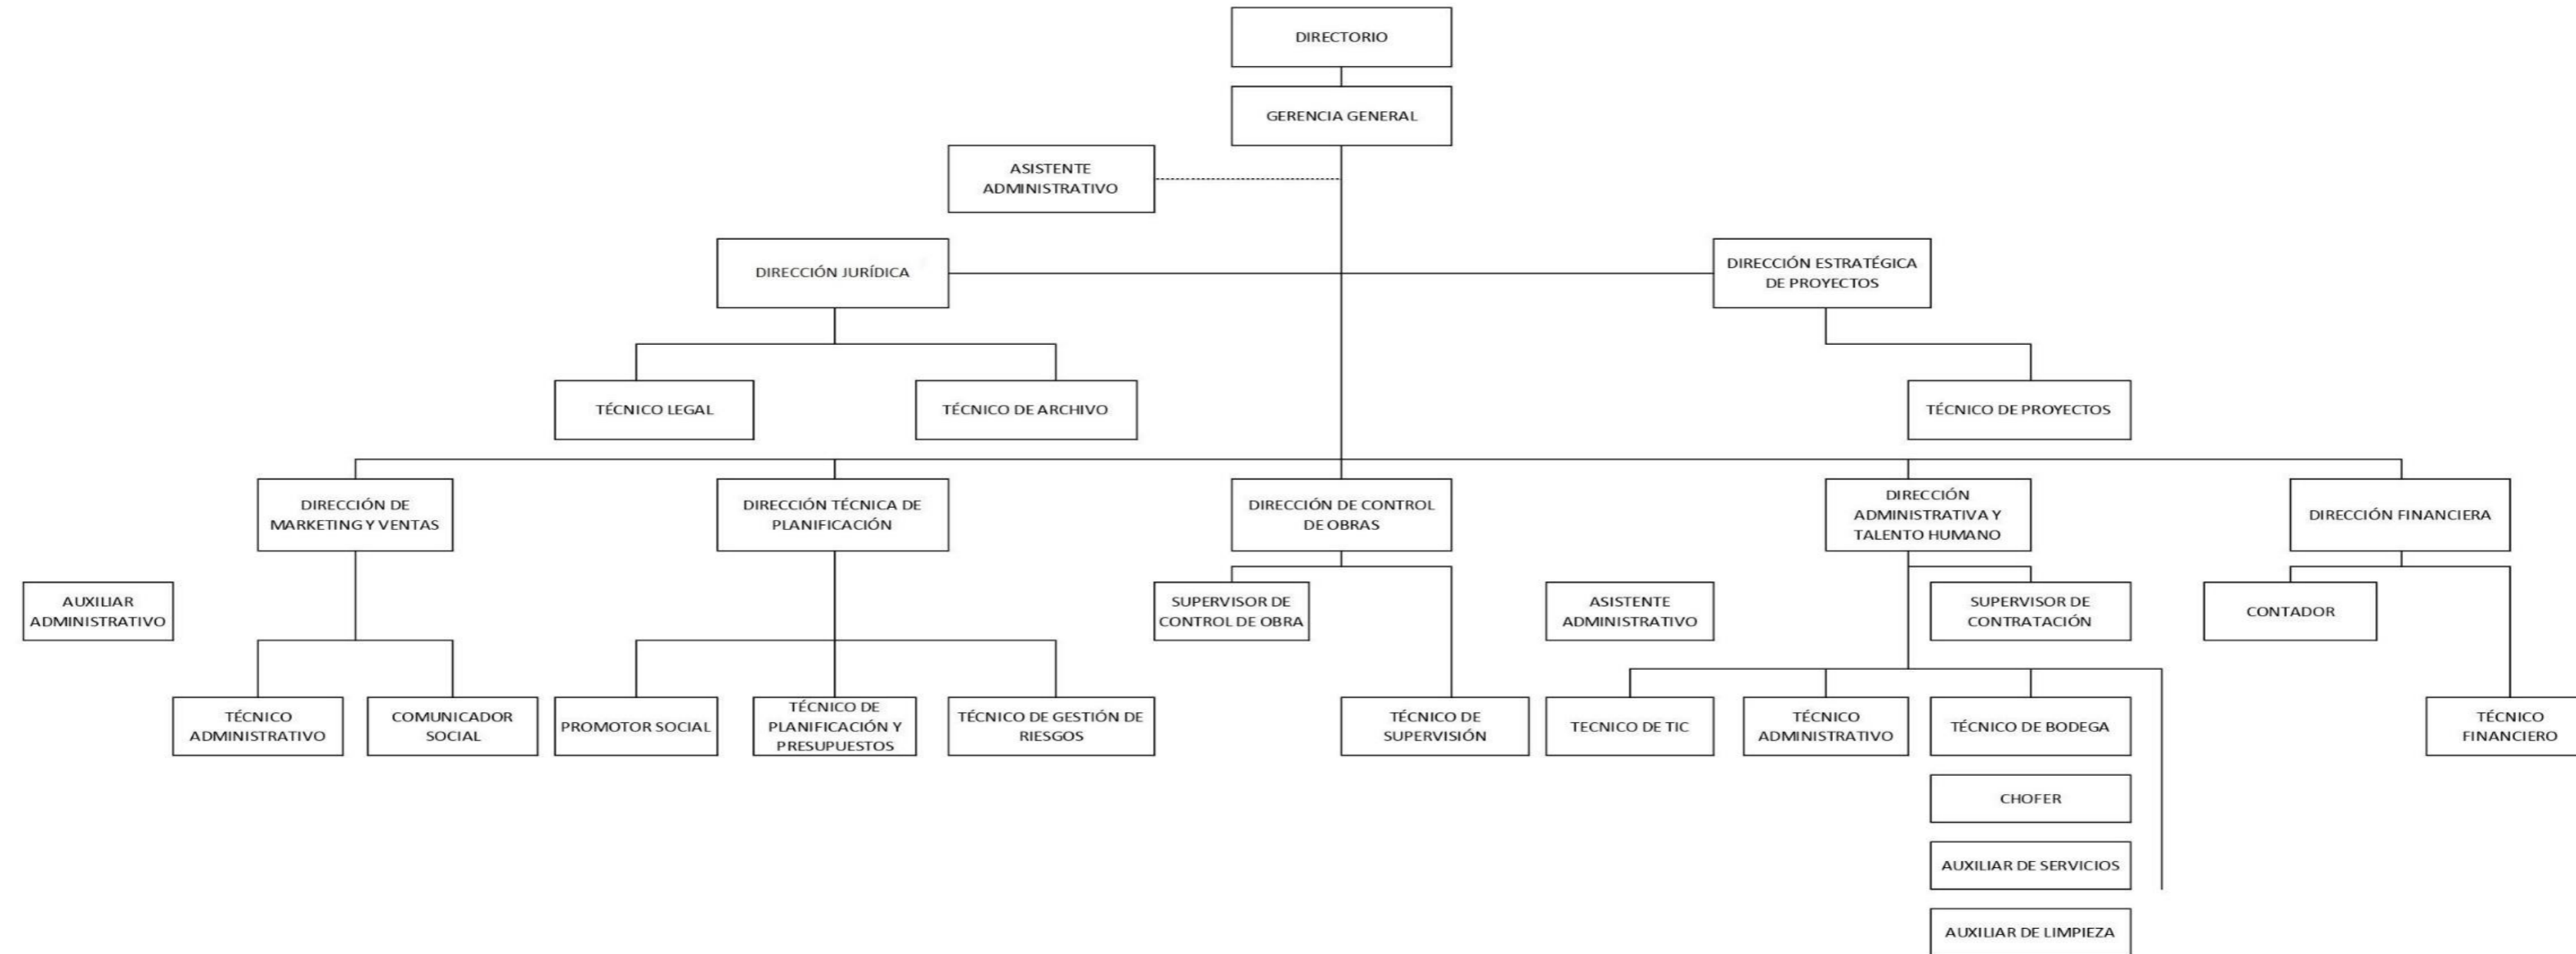 DIRECTORIO
GERENCIA GENERAL
ASISTENTE
ADMINISTRATIVO
DIRECCIÓN JURÍDICA
DIRECCIÓN ESTRATÉGICA
DE PROYECTOS
TÉCNICO LEGAL
TÉCNICO DE ARCHIVO
TÉCNICO DE PROYECTOS
DIRECCIÓN DE
MARKETING Y VENTAS
DIRECCIÓN TÉCNICA DE
PLANIFICACIÓN
DIRECCIÓN DE CONTROL
DE OBRAS
DIRECCIÓN
ADMINISTRATIVA Y
TALENTO HUMANO
DIRECCIÓN FINANCIERA
AUXILIAR
ADMINISTRATIVO
SUPERVISOR DE
CONTROL DE OBRA
ASISTENTE
ADMINISTRATIVO
SUPERVISOR DE
CONTRATACIÓN
CONTADOR
TÉCNICO
ADMINISTRATIVO
COMUNICADOR
SOCIAL
PROMOTOR SOCIAL
TÉCNICO DE
PLANIFICACIÓN Y
PRESUPUESTOS
TÉCNICO DE GESTIÓN DE
RIESGOS
TÉCNICO DE
SUPERVISIÓN
TECNICO DE TIC
TÉCNICO
ADMINISTRATIVO
TÉCNICO DE BODEGA
TÉCNICO
FINANCIERO
CHOFER
AUXILIAR DE SERVICIOS
AUXILIAR DE LIMPIEZA